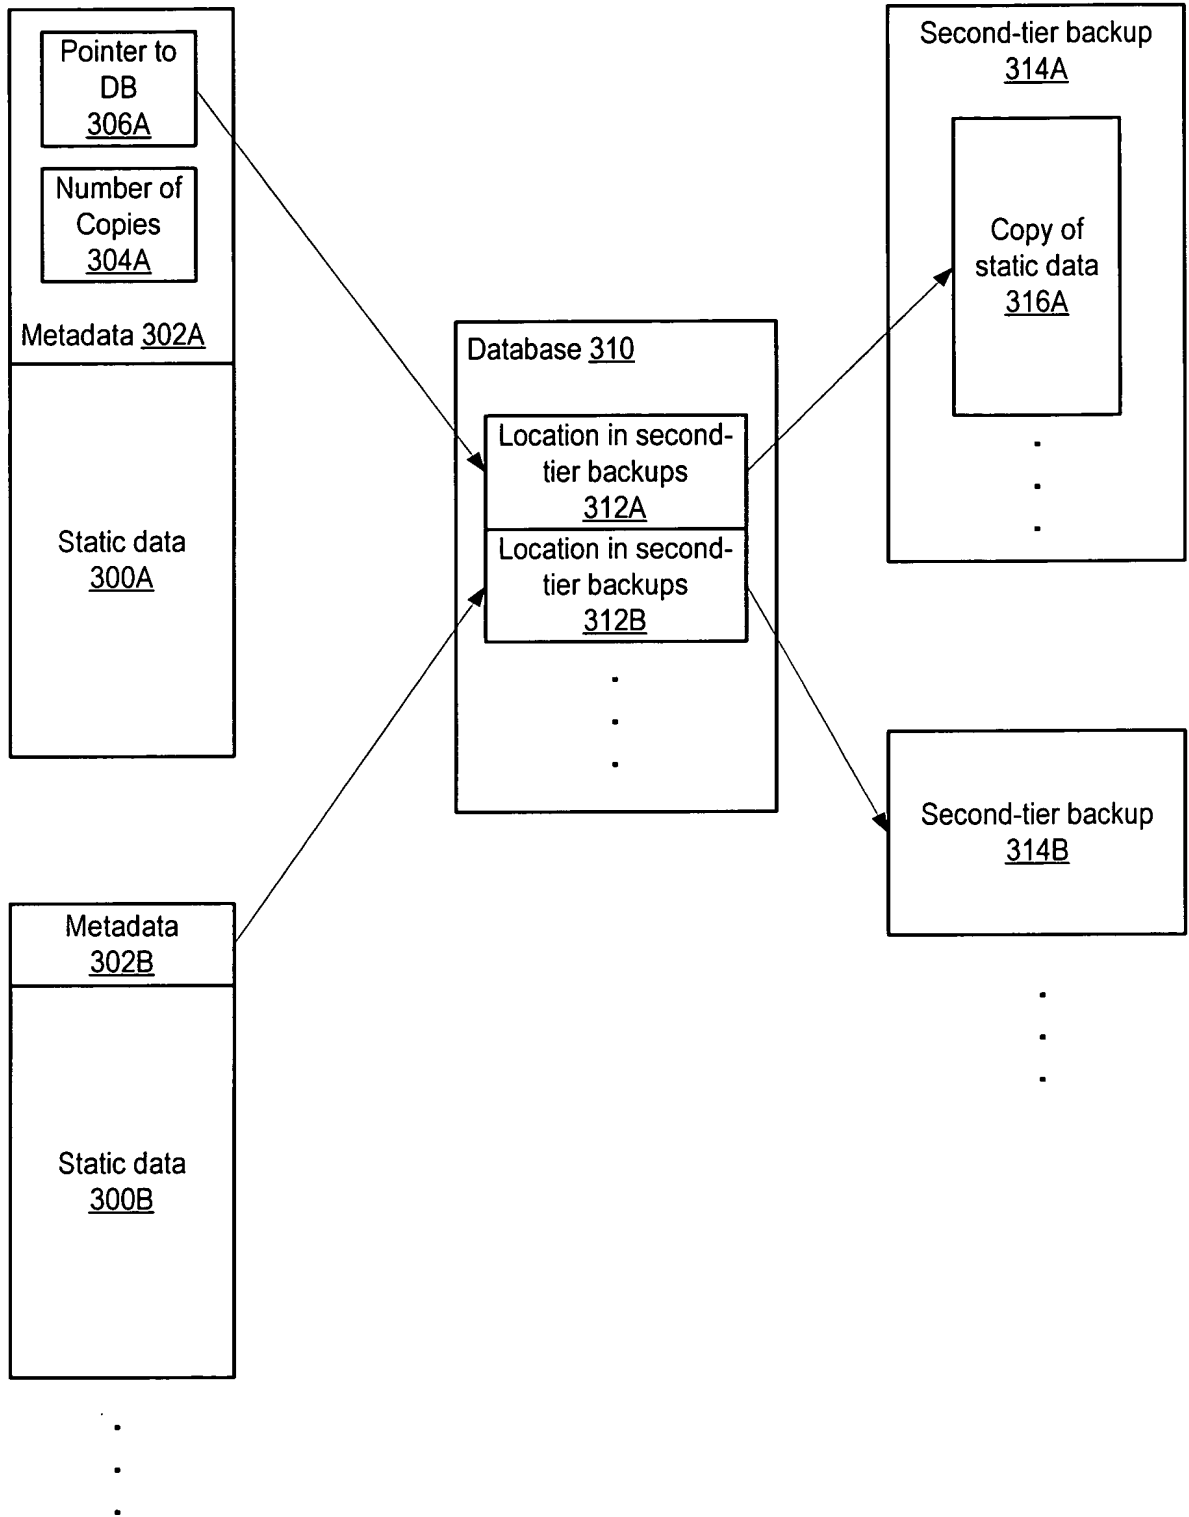 Pointer to
DB
306A
Number of
Copies
304A
Metadada 302A
Static data
300A
Metadata
302B
Static data
300B
Database 310
Location in second-
tier backups
312A
Location in second-
tier backups
312B
Second-tier backup
314A
Copy of
static data
316A
Second-tier backup
314B